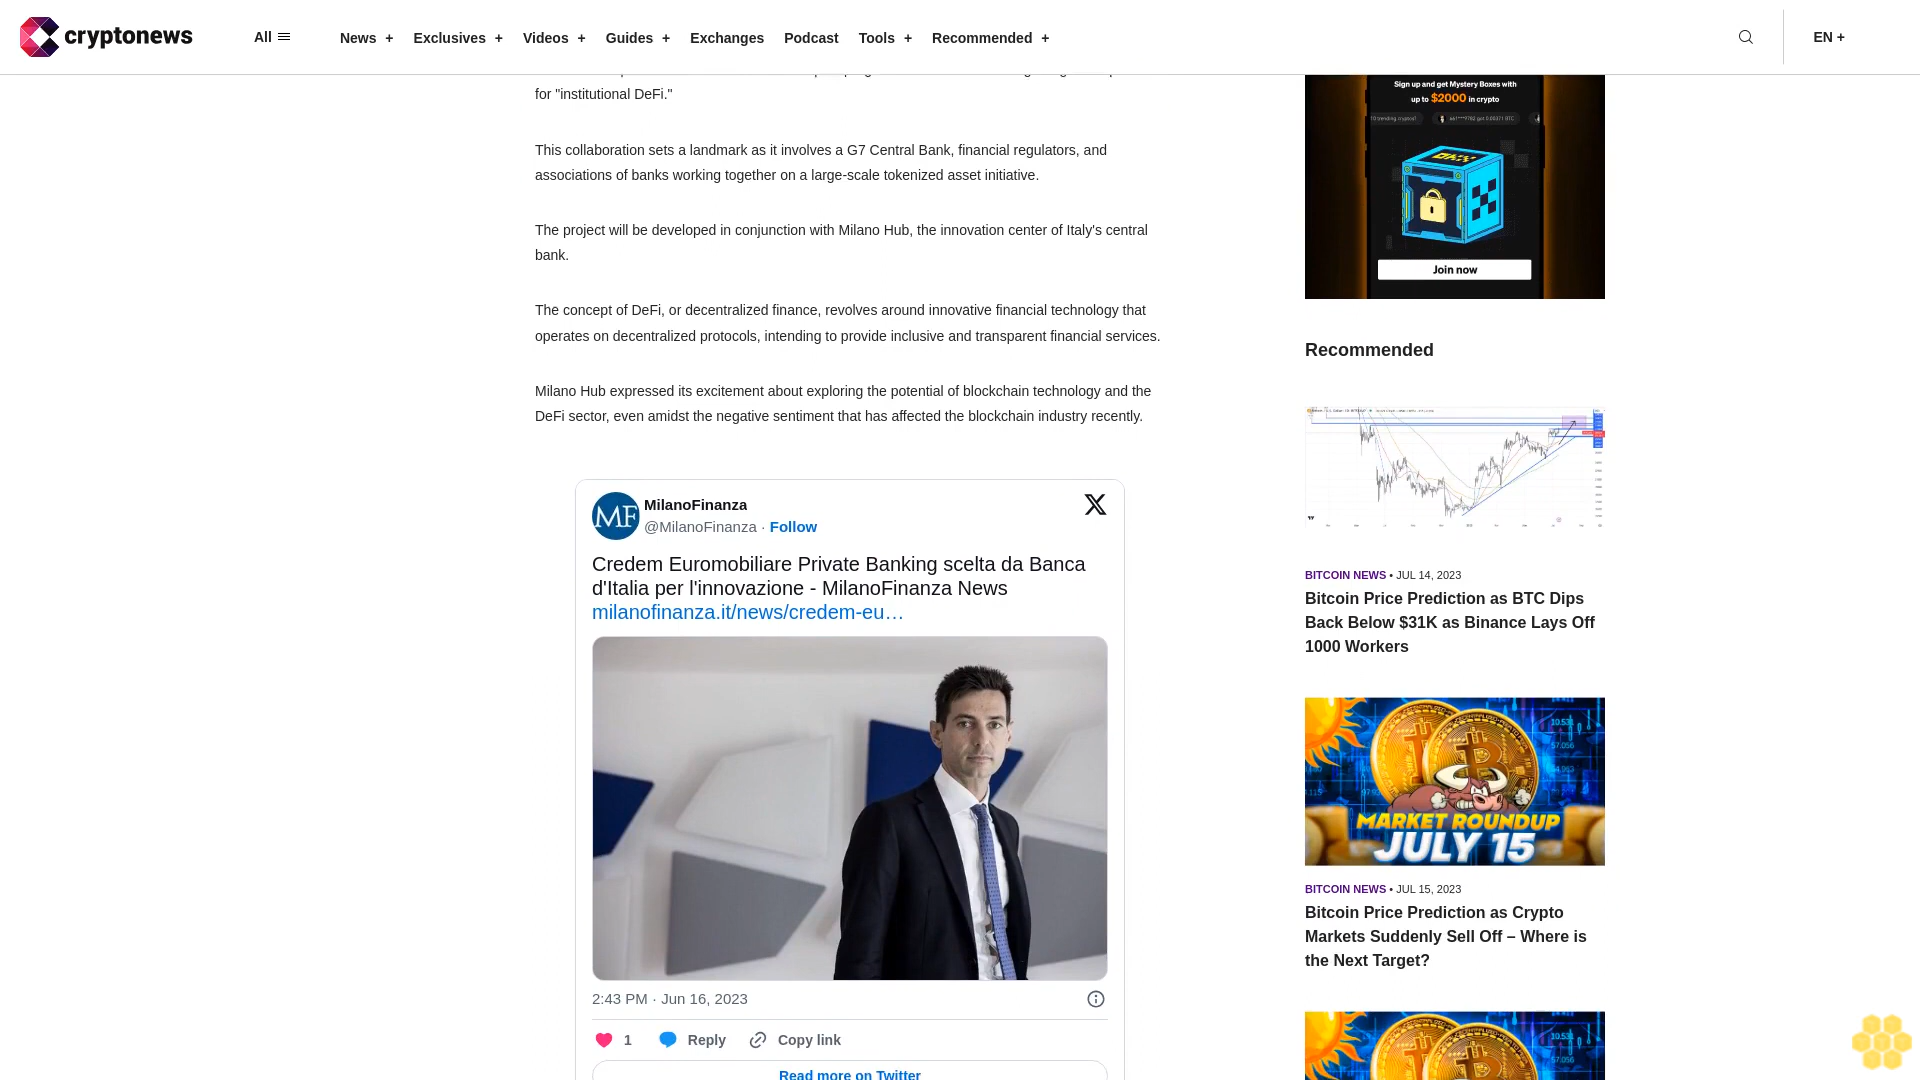 cryptonews
All
News +
Exclusives +
Videos +
Guides +
Exchanges
Podcast
Tools +
Recommended +
EN +
for "institutional DeFi."
This collaboration sets a landmark as it involves a G7 Central Bank, financial regulators, and
associations of banks working together on a large-scale tokenized asset initiative.
The project will be developed in conjunction with Milano Hub, the innovation center of Italy's central
bank.
The concept of DeFi, or decentralized finance, revolves around innovative financial technology that
operates on decentralized protocols, intending to provide inclusive and transparent financial services.
Milano Hub expressed its excitement about exploring the potential of blockchain technology and the
DeFi sector, even amidst the negative sentiment that has affected the blockchain industry recently.
MF
MilanoFinanza
@MilanoFinanza · Follow
Credem Euromobiliare Private Banking scelta da Banca
d'Italia per l'innovazione - MilanoFinanza News
milanofinanza.it/news/credem-eu…
2:43 PM · Jun 16, 2023
1
Reply
Copy link
Read more on Twitter
Sign up and get Mystery Boxes with
up to $2000 in crypto
Join now
Recommended
BITCOIN NEWS • JUL 14, 2023
Bitcoin Price Prediction as BTC Dips
Back Below $31K as Binance Lays Off
1000 Workers
MARKET ROUNDUP
JULY 15
BITCOIN NEWS • JUL 15, 2023
Bitcoin Price Prediction as Crypto
Markets Suddenly Sell Off – Where is
the Next Target?